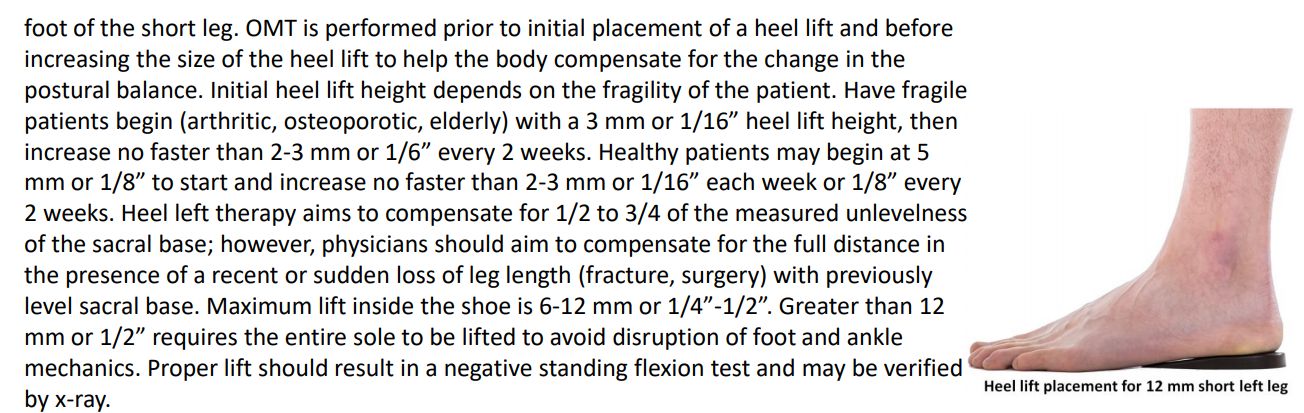 foot of the short leg. OMT is performed prior to initial placement of a heel lift and before
increasing the size of the heel lift to help the body compensate for the change in the
postural balance. Initial heel lift height depends on the fragility of the patient. Have fragile
patients begin (arthritic, osteoporotic, elderly) with a 3 mm or 1/16” heel lift height, then
increase no faster than 2-3 mm or 1/6” every 2 weeks. Healthy patients may begin at 5
mm or 1/8” to start and increase no faster than 2-3 mm or 1/16” each week or 1/8” every
2 weeks. Heel left therapy aims to compensate for 1/2 to 3/4 of the measured unlevelness
of the sacral base; however, physicians should aim to compensate for the full distance in
the presence of a recent or sudden loss of leg length (fracture, surgery) with previously
level sacral base. Maximum lift inside the shoe is 6-12 mm or 1/4”-1/2”. Greater than 12
mm or 1/2” requires the entire sole to be lifted to avoid disruption of foot and ankle
mechanics. Proper lift should result in a negative standing flexion test and may be verified
by x-ray.
Heel lift placement for 12 mm short left leg